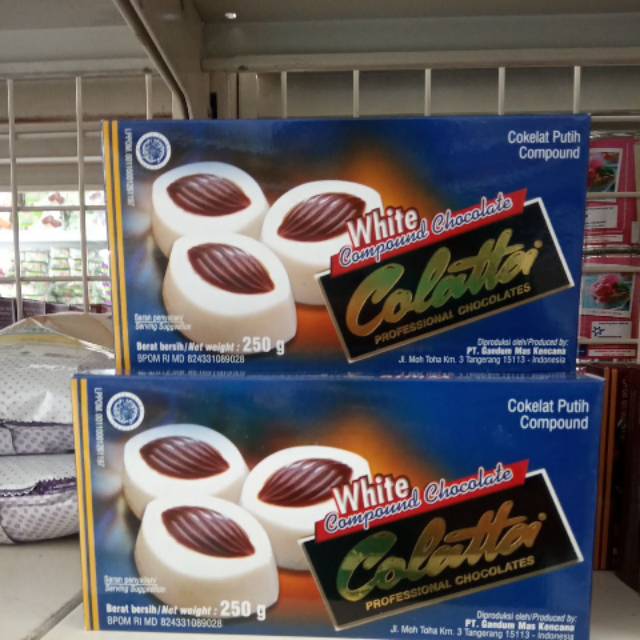 Cokelat Putih
Compound
White
Compound Chocolate
Colatta
PROFESSIONAL CHOCOLATES
Saran penyajian/
Serving Suggestion
Berat bersih/Net weight : 250 g
BPOM RI MD 824331089028
Diproduksi oleh/Produced by:
PT. Gandum Mas Kencana
Jl. Moh Toha Km. 3 Tangerang 15113 - Indonesia
Cokelat Putih
Compound
White
Compound Chocolate
Colatta
PROFESSIONAL CHOCOLATES
Saran penyajian/
Serving Suggestion
Berat bersih/Net weight : 250 g
BPOM RI MD 824331089028
Diproduksi oleh/Produced by:
PT. Gandum Mas Kencana
Jl. Moh Toha Km. 3 Tangerang 15113 - Indonesia